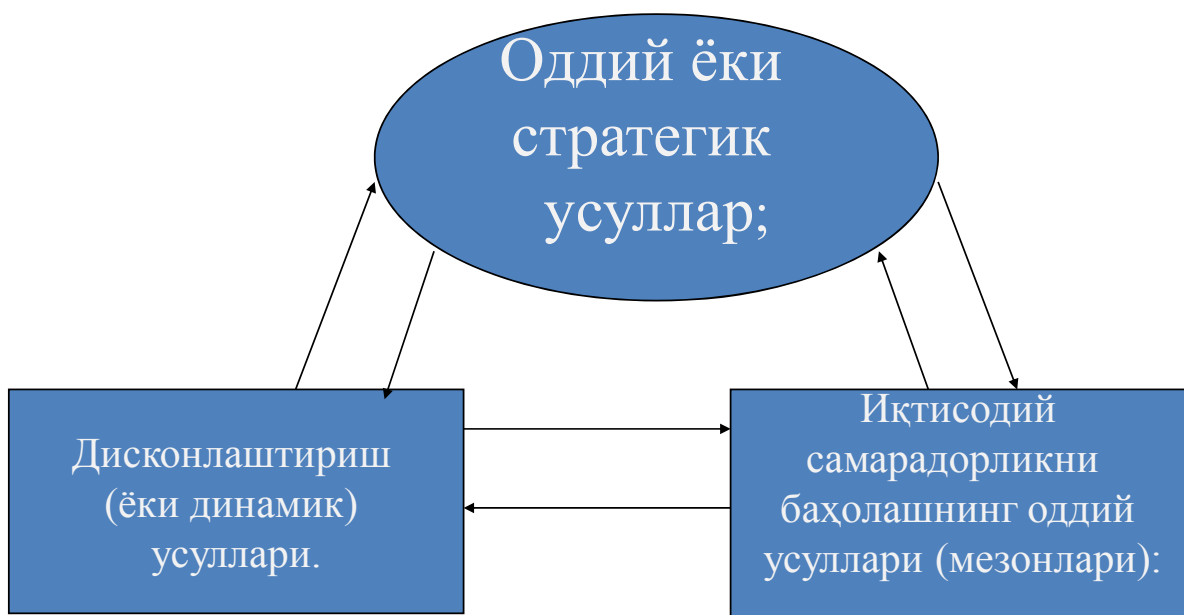 Оддий ёки
стратегик
усуллар;
Дисконлаштириш
(ёки динамик)
усуллари.
Иқтисодий
самарадорликни
баҳолашнинг оддий
усуллари (мезонлари):